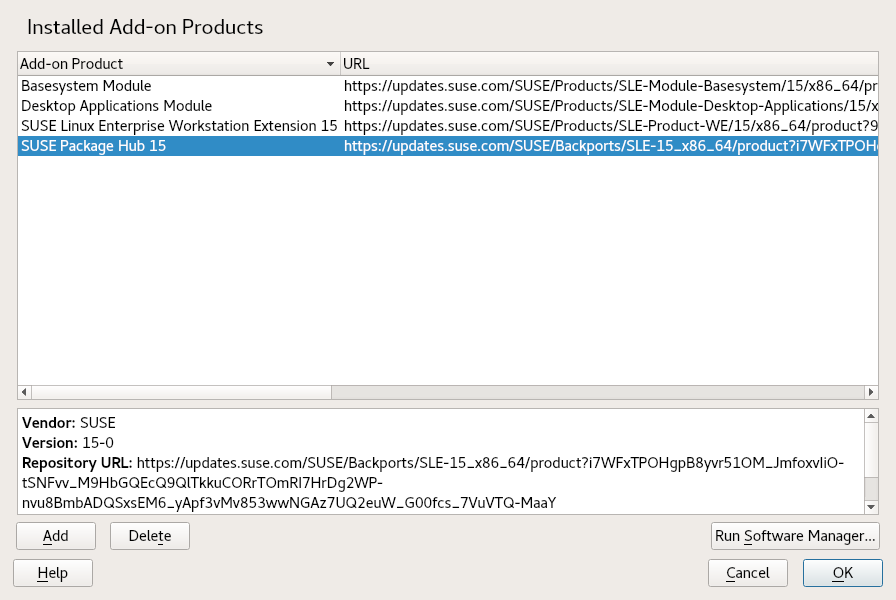 Installed Add-on Products
Add-on Product URL
Basesystem Module https://updates.suse.com/SUSE/Products/SLE-Module-Basesystem/15/x86_64/pr
Desktop Applications Module https://updates.suse.com/SUSE/Products/SLE-Module-Desktop-Applications/15/x
SUSE Linux Enterprise Workstation Extension 15 https://updates.suse.com/SUSE/Products/SLE-Product-WE/15/x86_64/product?9
SUSE Package Hub 15 https://updates.suse.com/SUSE/Backports/SLE-15_x86_64/product?i7WFxTPOHg
Vendor: SUSE
Version: 15-0
Repository URL: https://updates.suse.com/SUSE/Backports/SLE-15_x86_64/product?i7WFxTPOHgpB8yvr51OM_JmfoxvIiO-
tSNFvv_M9HbGQEcQ9QlTkkuCORrTOmRI7HrDg2WP-
nvu8BmbADQSxsEM6_yApf3vMv853wwNGAz7UQ2euW_G00fcs_7VuVTQ-MaaY
Add Delete Run Software Manager...
Help Cancel OK